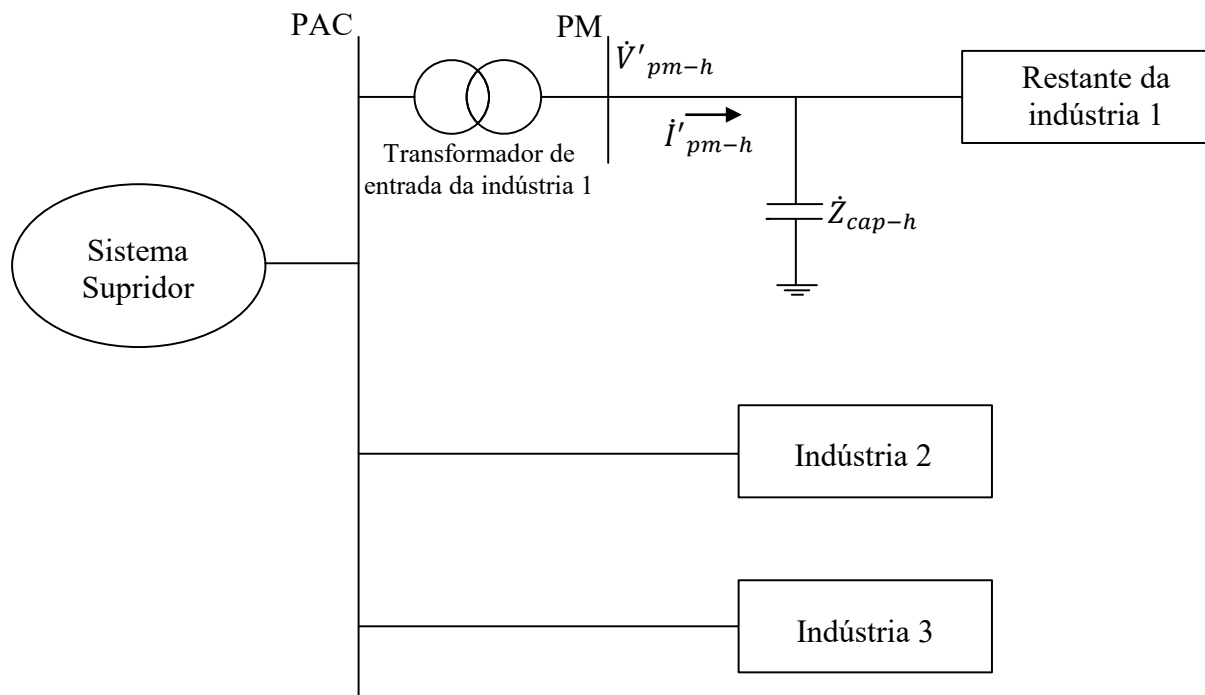 PAC
PM
V̇'pm−h
İ'pm−h
Restante da
indústria 1
Transformador de
entrada da indústria 1
Żcap−h
Sistema
Supridor
Indústria 2
Indústria 3